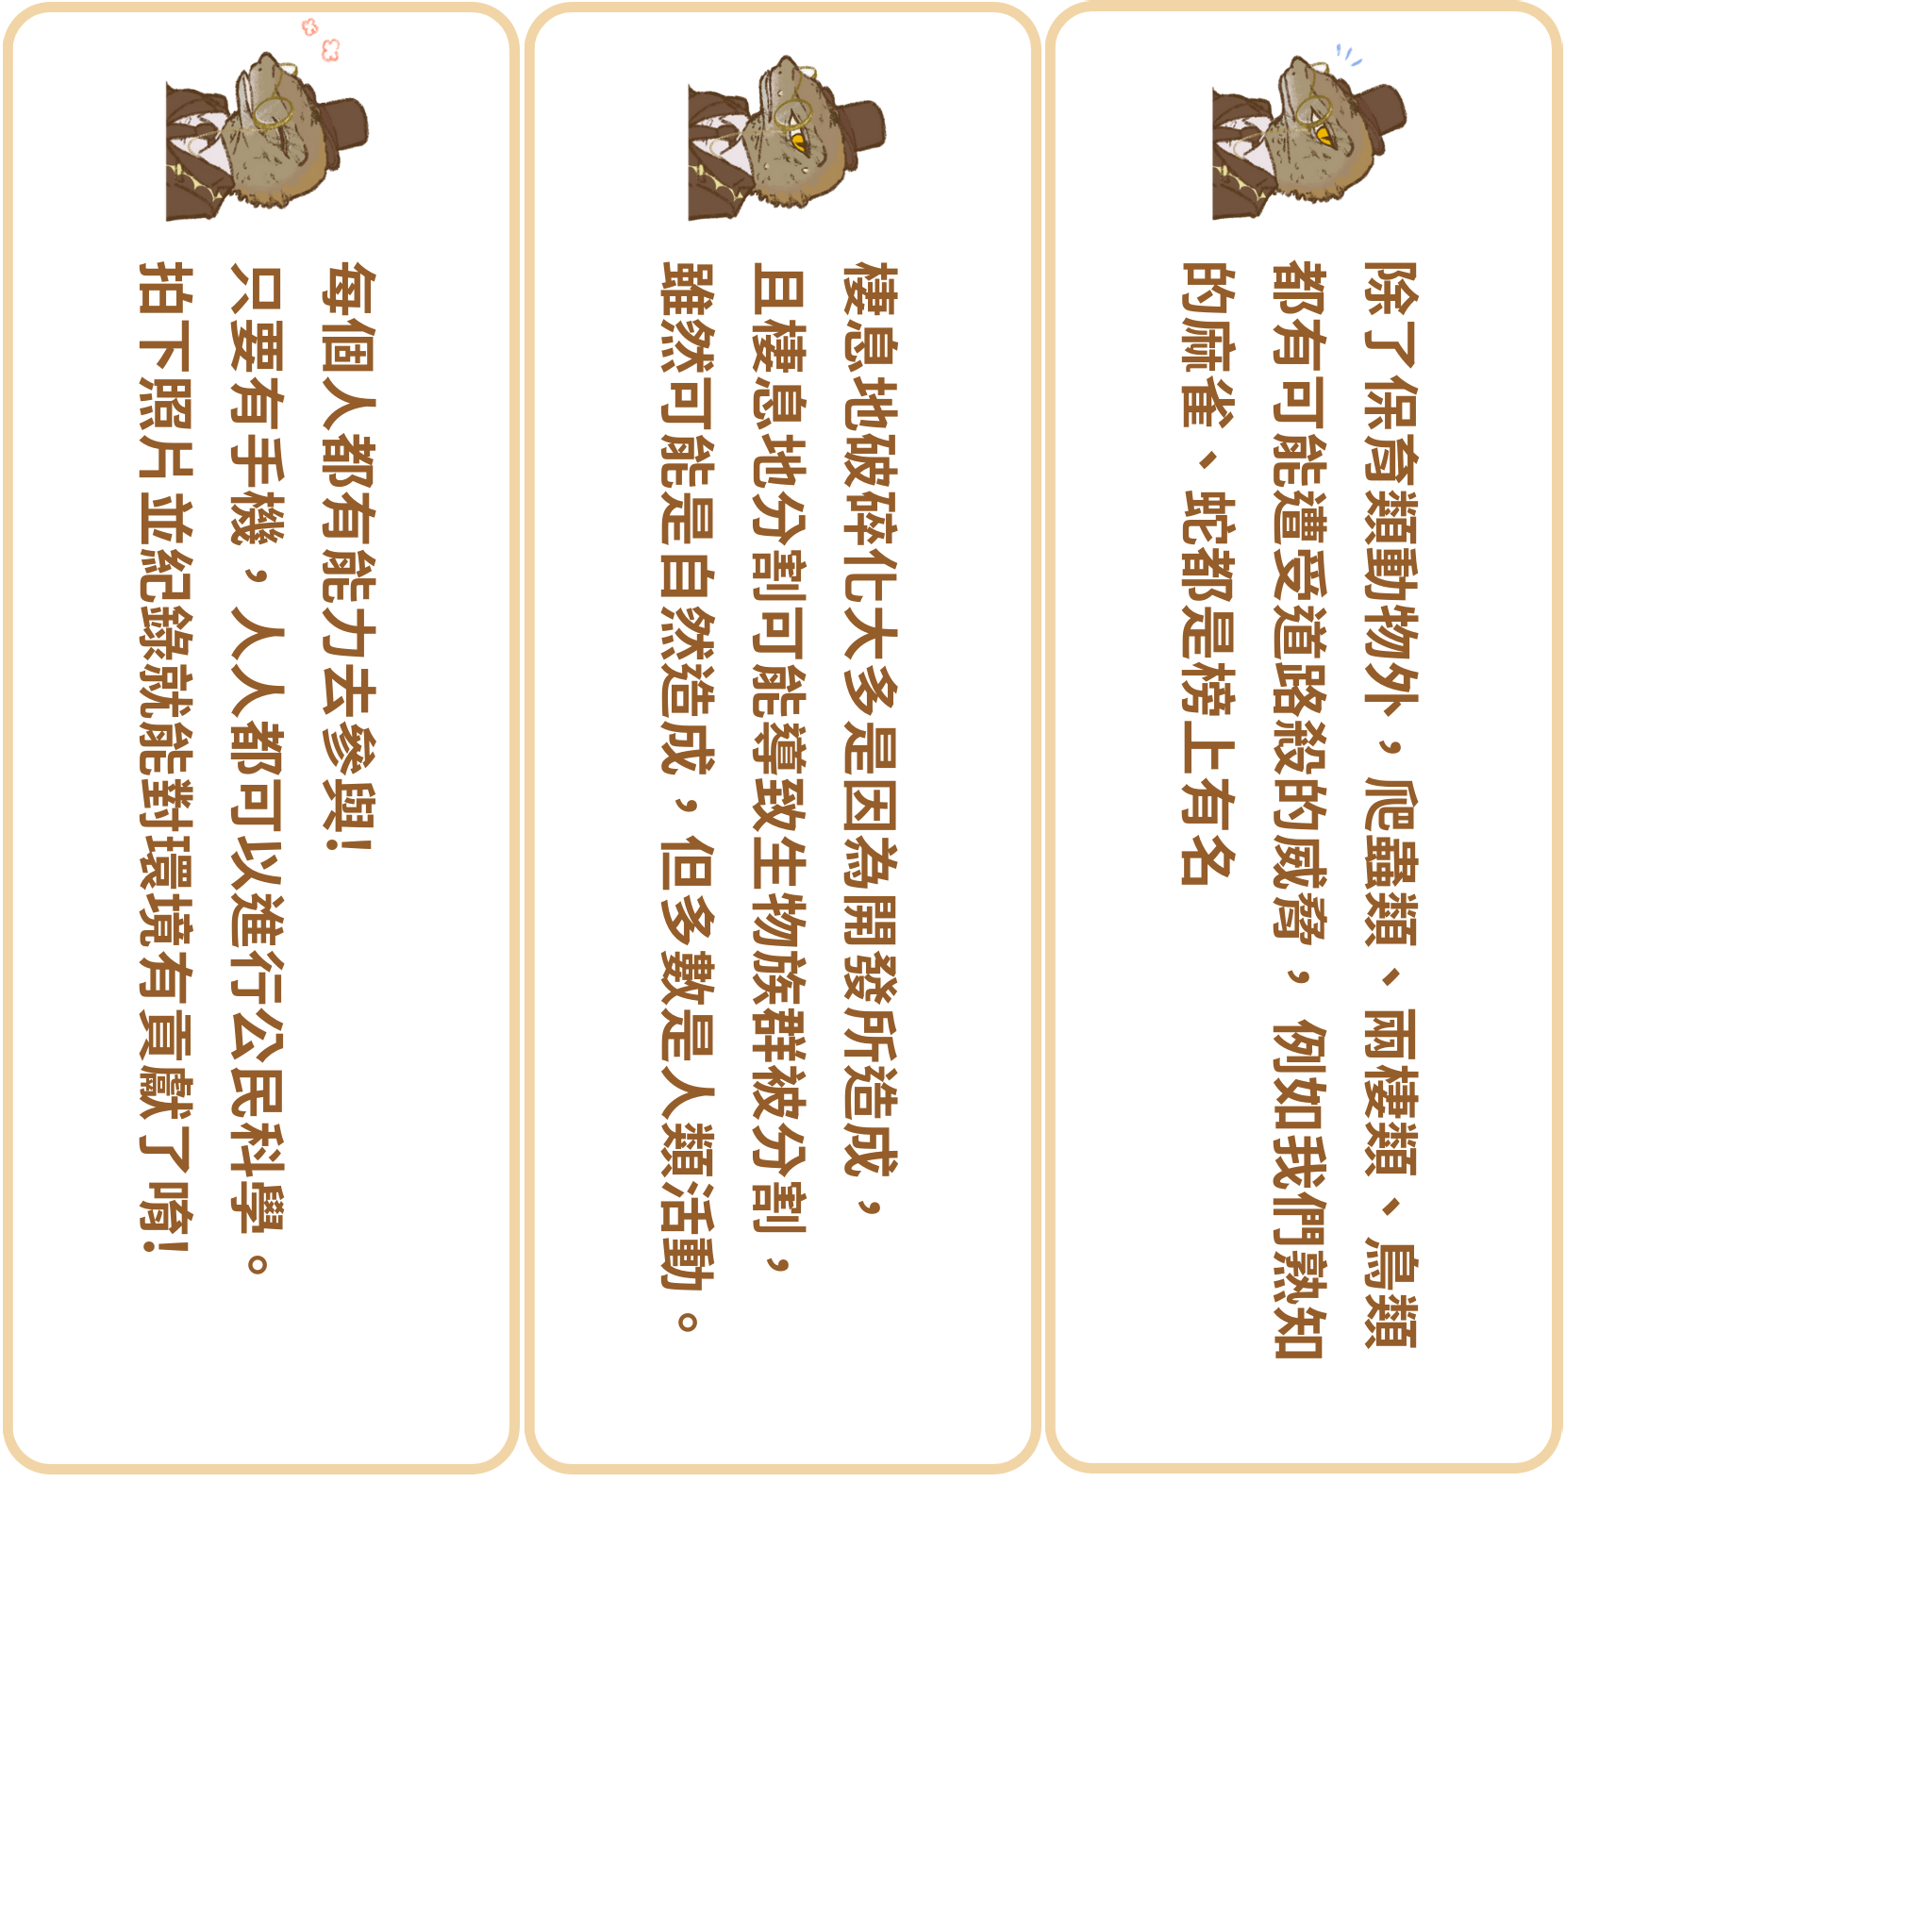 除了保育類動物外，爬蟲類、兩棲類、鳥類
都有可能遭受道路殺的威脅，例如我們熟知
的麻雀、蛇都是榜上有名
棲息地破碎化大多是因為開發所造成，
且棲息地分割可能導致生物族群被分割，
雖然可能是自然造成，但多數是人類活動。
每個人都有能力去參與!
只要有手機，人人都可以進行公民科學。
拍下照片並紀錄就能對環境有貢獻了唷!